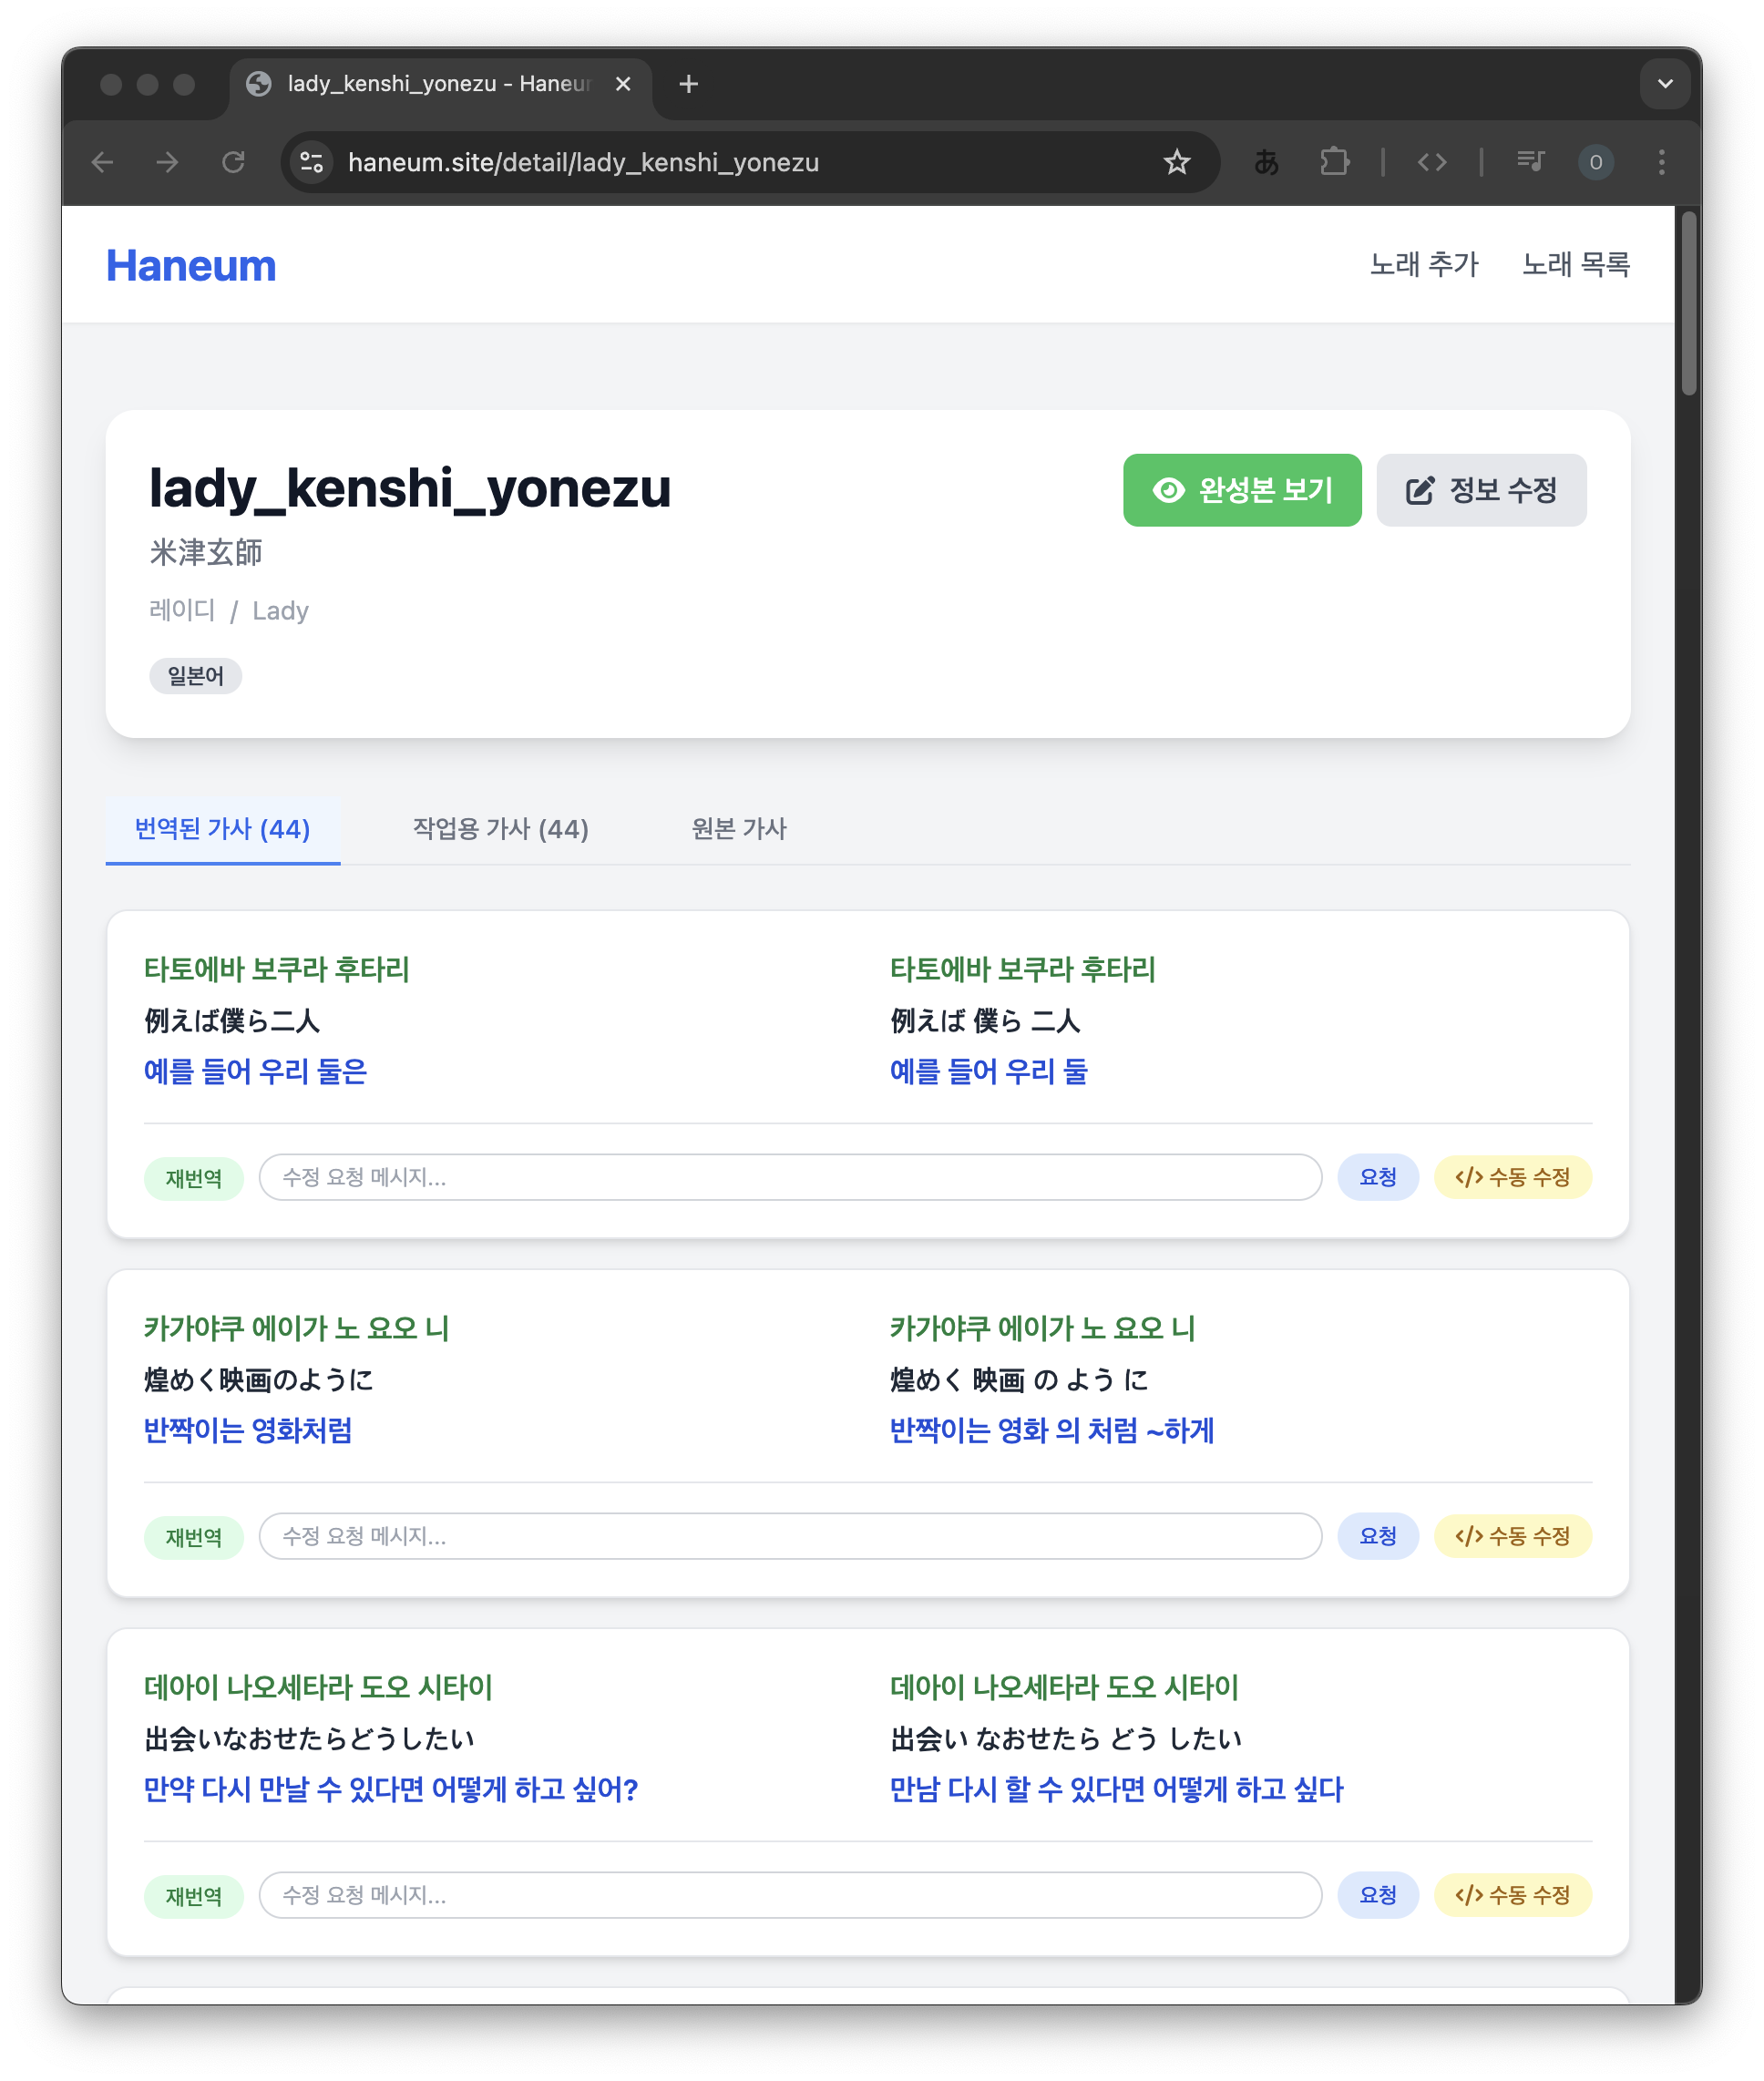 lady_kenshi_yonezu - Haneu
haneum.site/detail/lady_kenshi_yonezu
あ
O
Haneum
노래 추가
노래 목록
lady_kenshi_yonezu
완성본 보기
정보 수정
米津玄師
레이디 / Lady
일본어
번역된 가사 (44)
작업용 가사 (44)
원본 가사
타토에바 보쿠라 후타리
例えば僕ら二人
예를 들어 우리 둘은
타토에바 보쿠라 후타리
例えば 僕ら 二人
예를 들어 우리 둘
재번역
수정 요청 메시지...
요청
</> 수동 수정
카가야쿠 에이가 노 요오 니
煌めく映画のように
반짝이는 영화처럼
카가야쿠 에이가 노 요오 니
煌めく 映画 の よう に
반짝이는 영화 의 처럼 ~하게
재번역
수정 요청 메시지...
요청
</> 수동 수정
데아이 나오세타라 도오 시타이
出会いなおせたらどうしたい
만약 다시 만날 수 있다면 어떻게 하고 싶어?
데아이 나오세타라 도오 시타이
出会い なおせたら どう したい
만남 다시 할 수 있다면 어떻게 하고 싶다
재번역
수정 요청 메시지...
요청
</> 수동 수정